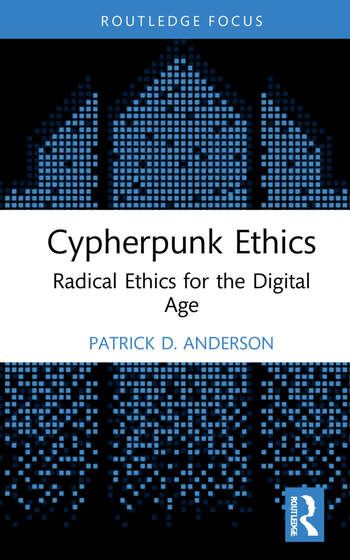 ROUTLEDGE FOCUS
Cypherpunk Ethics
Radical Ethics for the Digital
Age
PATRICK D. ANDERSON
ROUTLEDGE